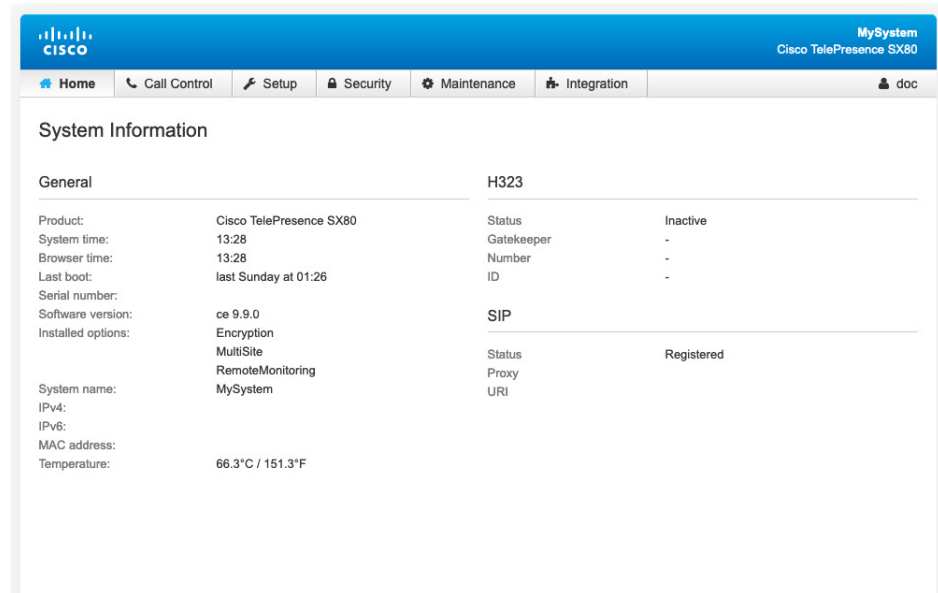 CISCO
MySystem
Cisco TelePresence SX80
Home
Call Control
Setup
Security
Maintenance
Integration
doc
System Information
General
Product: Cisco TelePresence SX80
System time: 13:28
Browser time: 13:28
Last boot: last Sunday at 01:26
Serial number:
Software version: ce 9.9.0
Installed options: Encryption
MultiSite
RemoteMonitoring
System name: MySystem
IPv4:
IPv6:
MAC address:
Temperature: 66.3°C / 151.3°F
H323
Status Inactive
Gatekeeper -
Number -
ID -
SIP
Status Registered
Proxy
URI